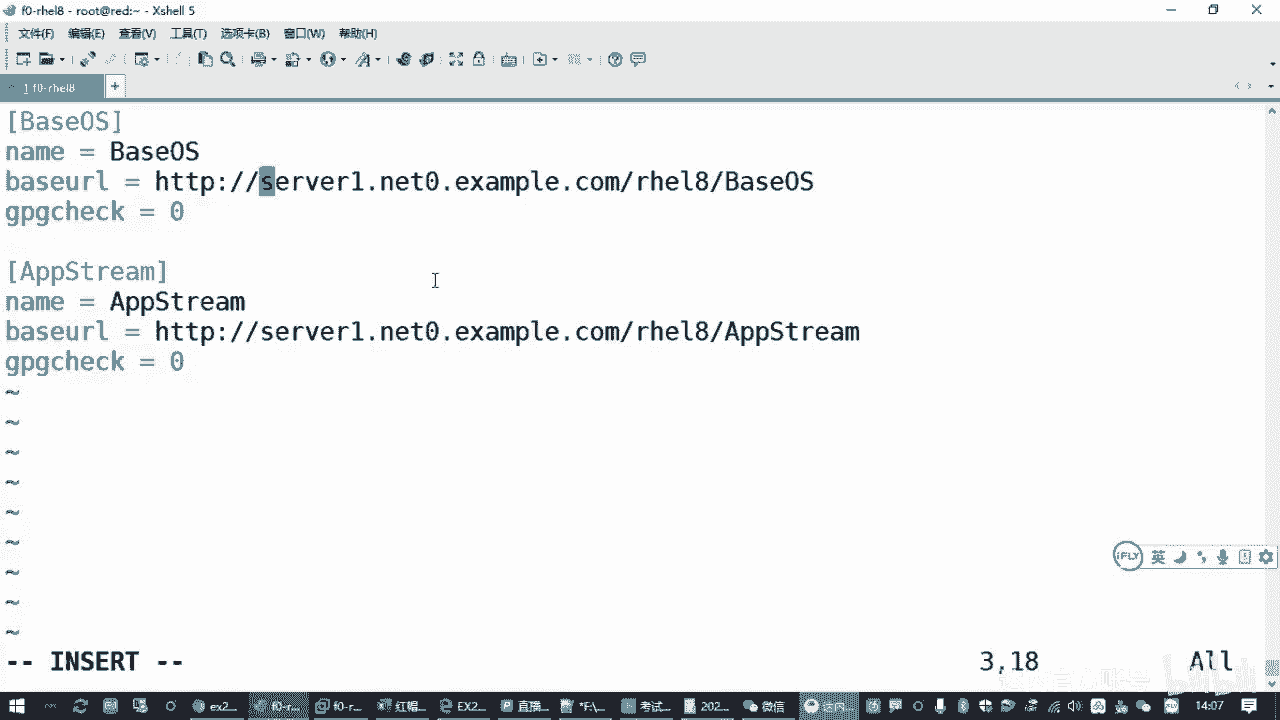 f0-rhel8 - root@red:~ - Xshell 5
文件(F) 编辑(E) 查看(V) 工具(T) 选项卡(B) 窗口(W) 帮助(H)
1 f0-rhel8
[BaseOS]
name = BaseOS
baseurl = http://server1.net0.example.com/rhel8/BaseOS
gpgcheck = 0
[AppStream]
name = AppStream
baseurl = http://server1.net0.example.com/rhel8/AppStream
gpgcheck = 0
~
~
~
~
~
~
~
~
~
iFLY 英
-- INSERT -- 3,18 All
ex2... f0-r... f0-r... 红帽... EX2... 直播... *F\... 考试... 202... 微信 14:07